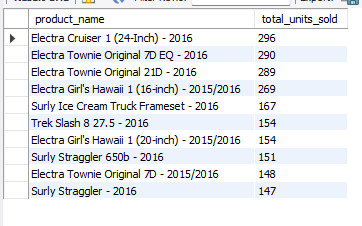 product_name total_units_sold
Electra Cruiser 1 (24-Inch) - 2016 296
Electra Townie Original 7D EQ - 2016 290
Electra Townie Original 21D - 2016 289
Electra Girl's Hawaii 1 (16-inch) - 2015/2016 269
Surly Ice Cream Truck Frameset - 2016 167
Trek Slash 8 27.5 - 2016 154
Electra Girl's Hawaii 1 (20-inch) - 2015/2016 154
Surly Straggler 650b - 2016 151
Electra Townie Original 7D - 2015/2016 148
Surly Straggler - 2016 147